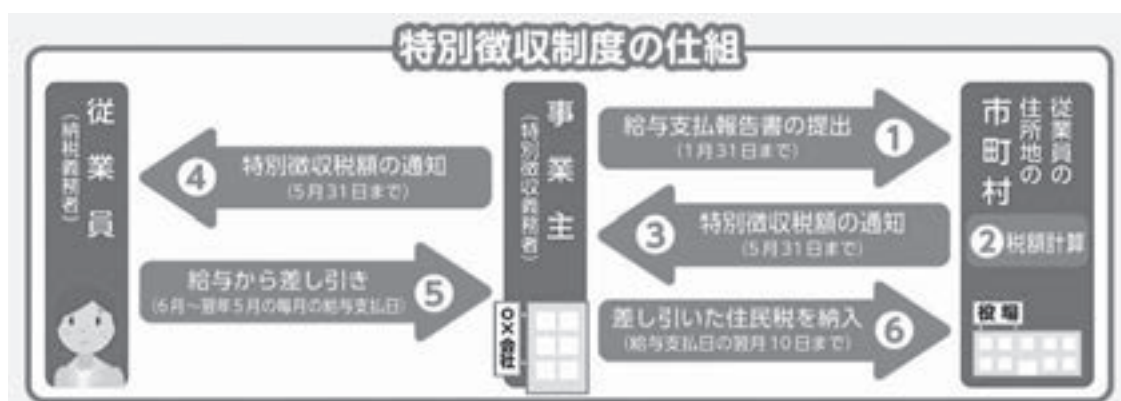 特別徴収制度の仕組
従業員
(納税義務者)
事業主
(特別徴収義務者)
○×会社
従業員の
住所地の
市町村
給与支払報告書の提出
(1月31日まで)
1
2 税額計算
3
特別徴収税額の通知
(5月31日まで)
4
特別徴収税額の通知
(5月31日まで)
給与から差し引き
(6月~翌年5月の毎月の給与支払日)
5
差し引いた住民税を納入
(給与支払日の翌月10日まで)
6
役場